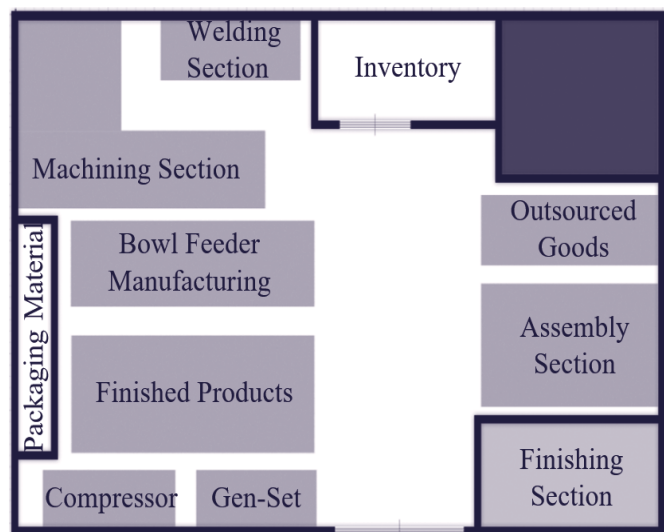 Welding
Section
Inventory
Machining Section
Outsourced
Goods
Bowl Feeder
Manufacturing
Packaging Material
Assembly
Section
Finished Products
Finishing
Section
Compressor
Gen-Set